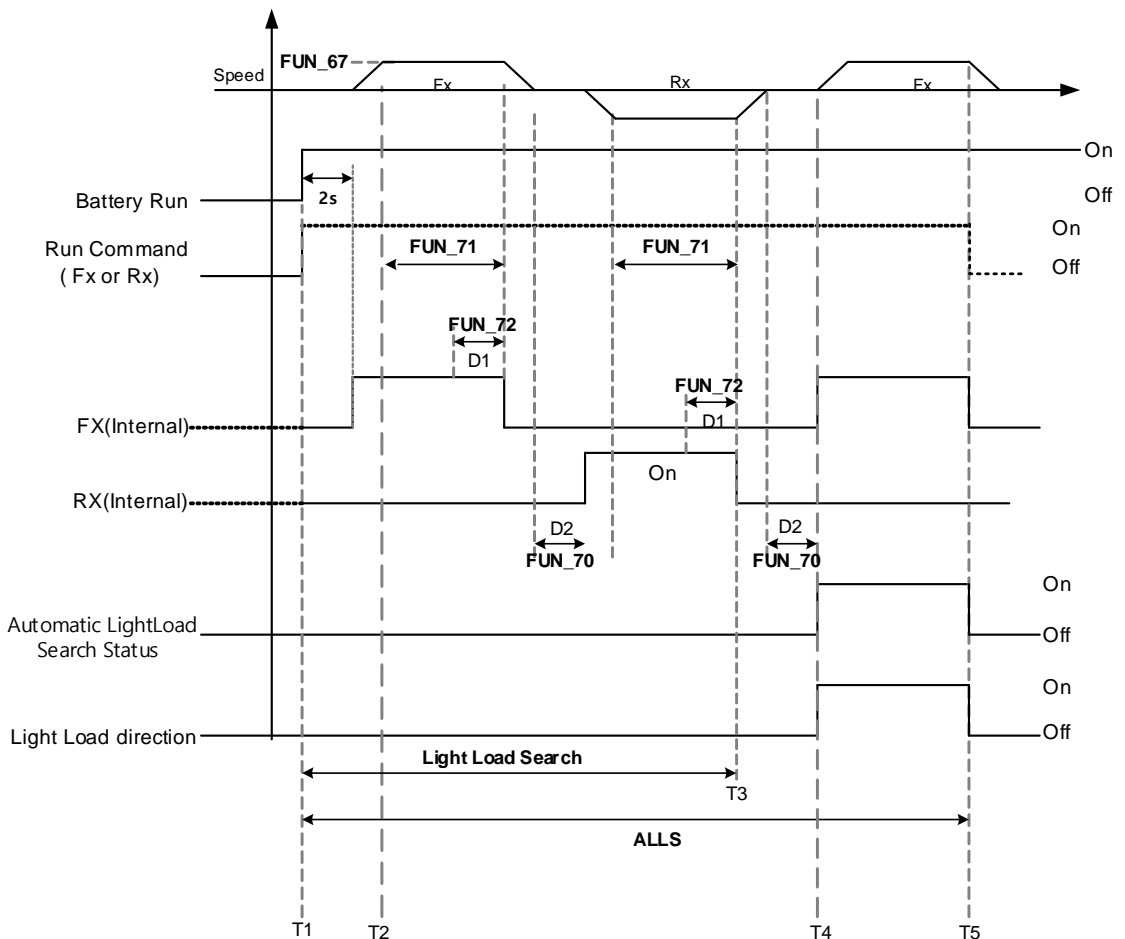 FUN_67
Speed
Fx
Rx
Fx
On
Battery Run
2s
Off
Run Command
( Fx or Rx)
FUN_71
FUN_71
On
Off
FUN_72
D1
FUN_72
D1
FX(Internal)
On
RX(Internal)
D2
FUN_70
D2
FUN_70
On
Automatic LightLoad
Search Status
Off
On
Light Load direction
Off
Light Load Search
T3
ALLS
T1
T2
T4
T5